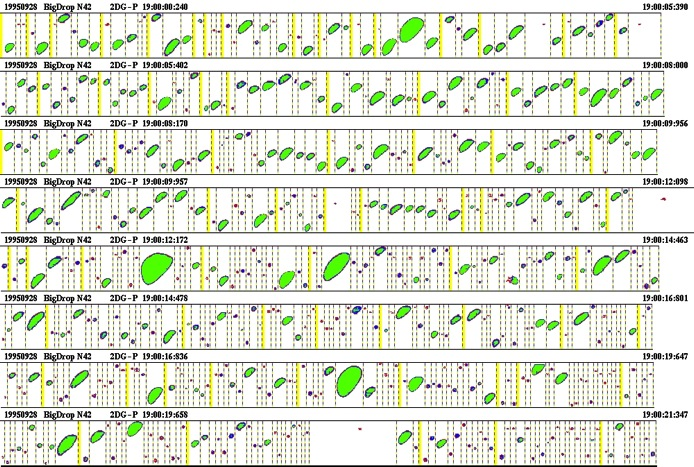 19950928 BigDrop N42 2DG - P 19:00:00:240 19:00:05:390
19950928 BigDrop N42 2DG - P 19:00:05:402 19:00:08:000
19950928 BigDrop N42 2DG - P 19:00:08:170 19:00:09:956
19950928 BigDrop N42 2DG - P 19:00:09:957 19:00:12:098
19950928 BigDrop N42 2DG - P 19:00:12:172 19:00:14:463
19950928 BigDrop N42 2DG - P 19:00:14:478 19:00:16:801
19950928 BigDrop N42 2DG - P 19:00:16:836 19:00:19:647
19950928 BigDrop N42 2DG - P 19:00:19:658 19:00:21:347